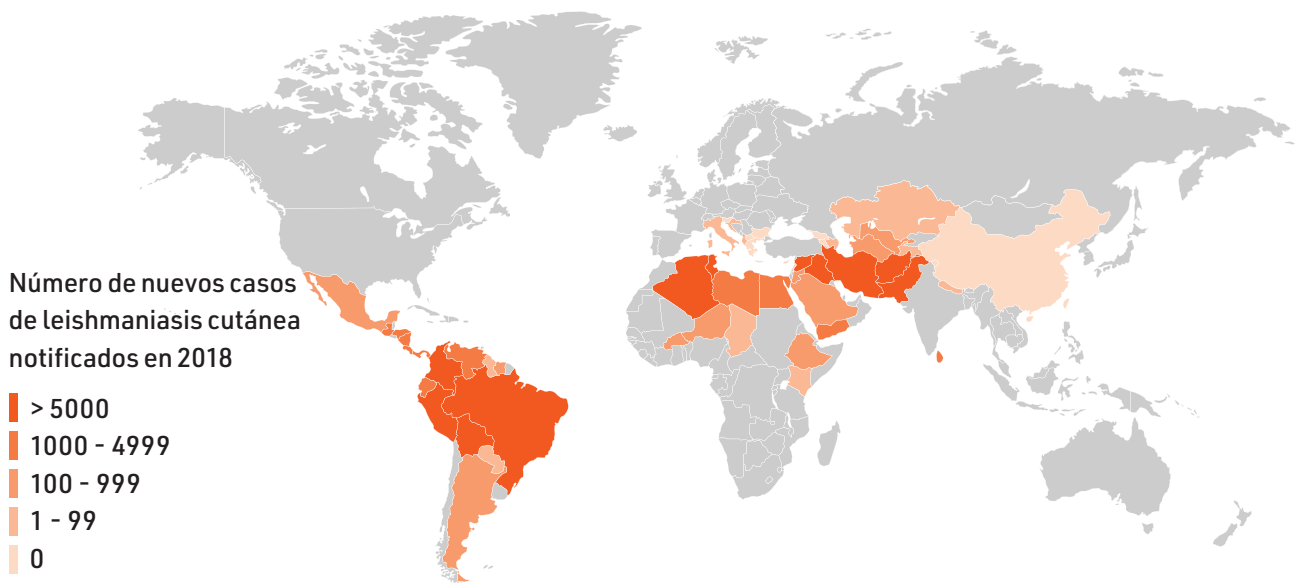 Número de nuevos casos
de leishmaniasis cutánea
notificados en 2018
> 5000
1000 - 4999
100 - 999
1 - 99
0